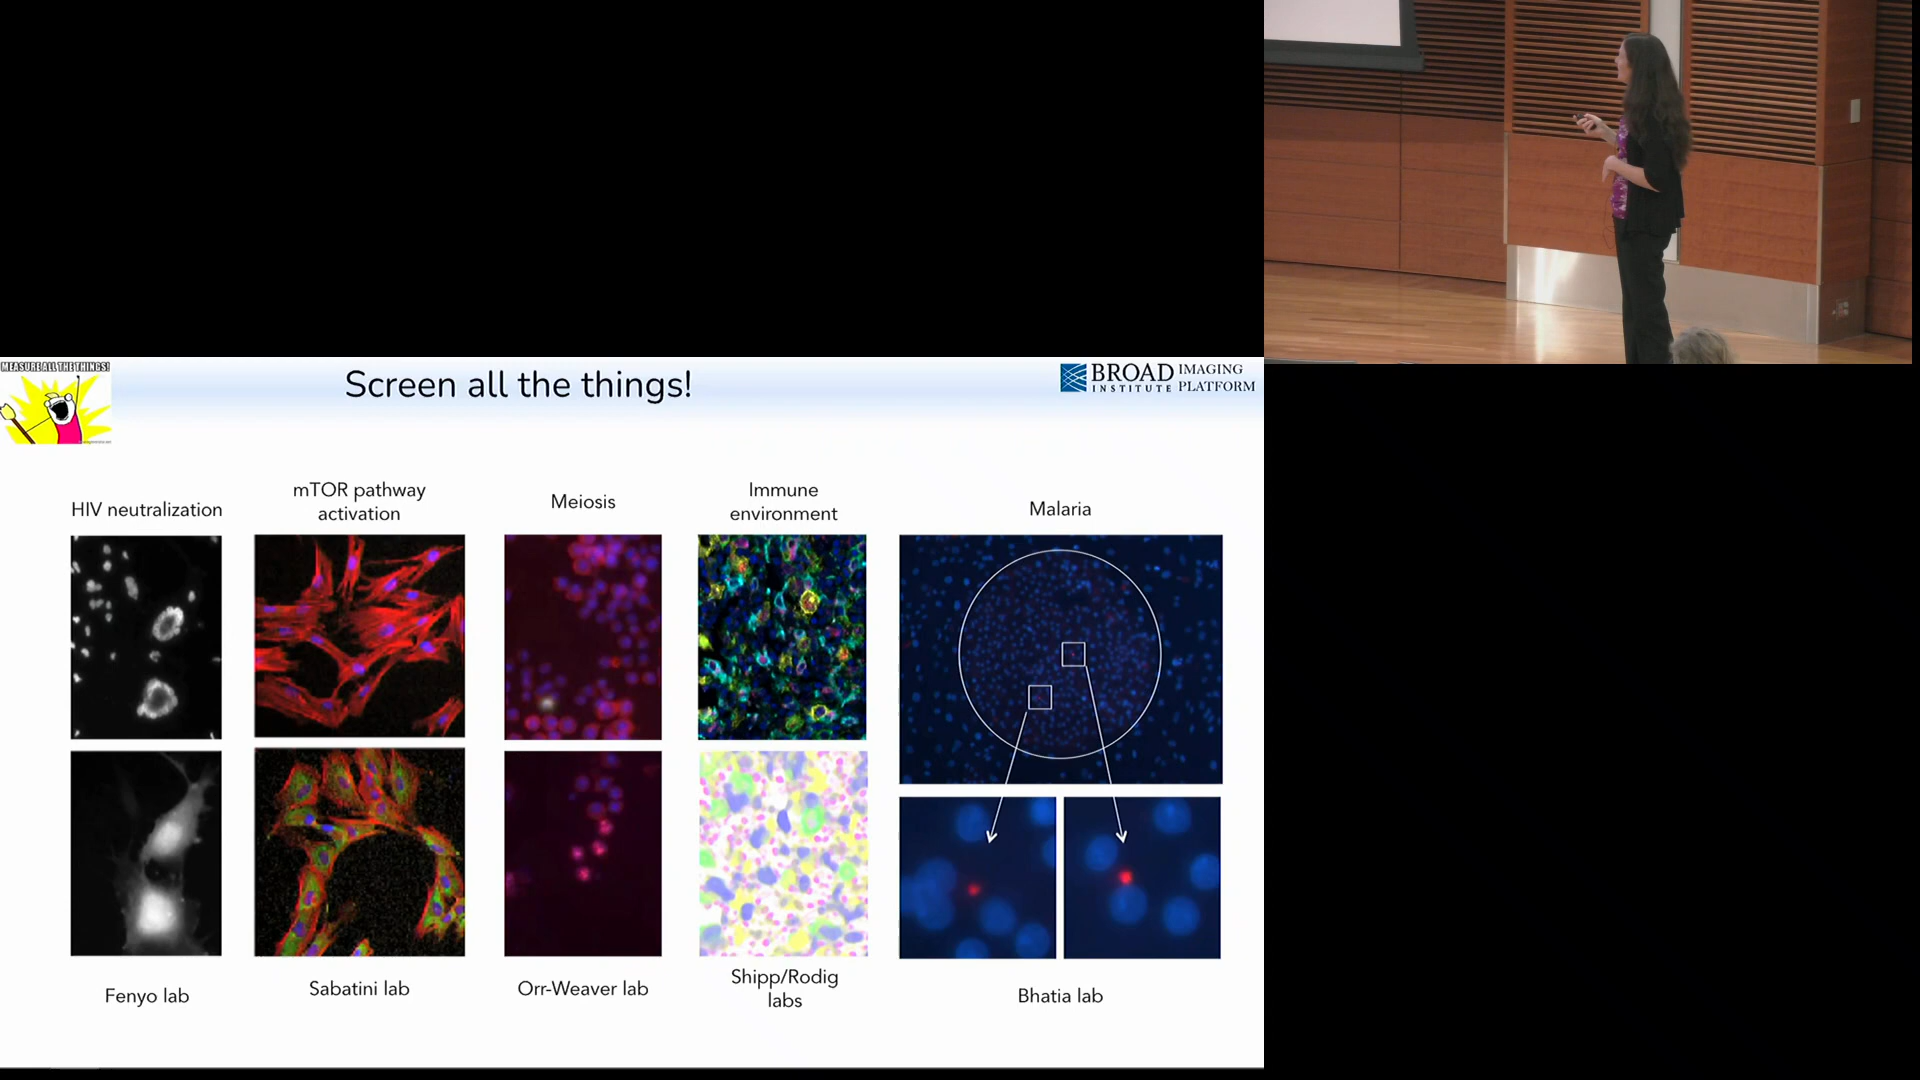 MEASURE ALL THE THINGS!
Screen all the things!
BROAD
INSTITUTE
IMAGING
PLATFORM
HIV neutralization
mTOR pathway
activation
Meiosis
Immune
environment
Malaria
Fenyo lab
Sabatini lab
Orr-Weaver lab
Shipp/Rodig
labs
Bhatia lab